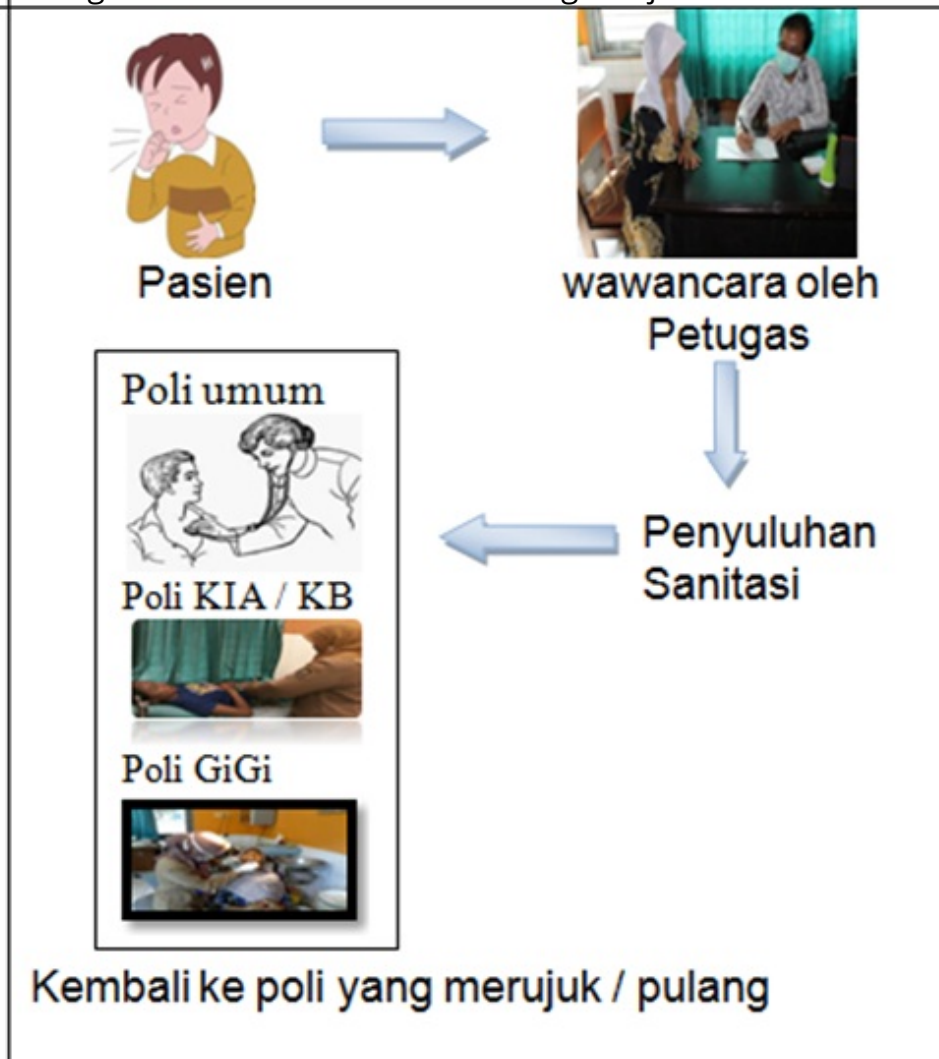 Pasien
wawancara oleh
Petugas
Penyuluhan
Sanitasi
Poli umum
Poli KIA / KB
Poli GiGi
Kembali ke poli yang merujuk / pulang